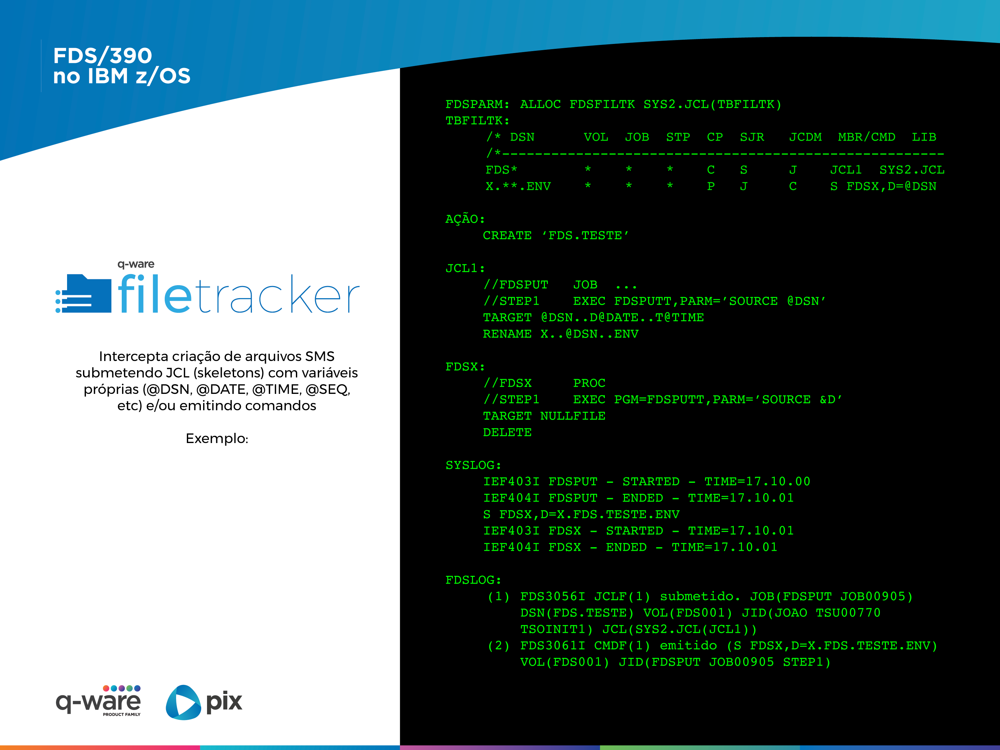 FDS/390
no IBM z/OS
q-ware
filetracker
Intercepta criação de arquivos SMS
submetendo JCL (skeletons) com variáveis
próprias (@DSN, @DATE, @TIME, @SEQ,
etc) e/ou emitindo comandos
Exemplo:
q-ware
PRODUCT FAMILY
pix
FDSPARM: ALLOC FDSFILTK SYS2.JCL(TBFILTK)
TBFILTK:
/* DSN VOL JOB STP CP SJR JCDM MBR/CMD LIB
/*------------------------------------------------------
FDS* * * * C S J JCL1 SYS2.JCL
X.**.ENV * * * P J C S FDSX,D=@DSN
AÇÃO:
CREATE ‘FDS.TESTE’
JCL1:
//FDSPUT JOB ...
//STEP1 EXEC FDSPUTT,PARM=’SOURCE @DSN’
TARGET @DSN..D@DATE..T@TIME
RENAME X..@DSN..ENV
FDSX:
//FDSX PROC
//STEP1 EXEC PGM=FDSPUTT,PARM=’SOURCE &D’
TARGET NULLFILE
DELETE
SYSLOG:
IEF403I FDSPUT – STARTED – TIME=17.10.00
IEF404I FDSPUT – ENDED – TIME=17.10.01
S FDSX,D=X.FDS.TESTE.ENV
IEF403I FDSX – STARTED – TIME=17.10.01
IEF404I FDSX – ENDED – TIME=17.10.01
FDSLOG:
(1) FDS3056I JCLF(1) submetido. JOB(FDSPUT JOB00905)
DSN(FDS.TESTE) VOL(FDS001) JID(JOAO TSU00770
TSOINIT1) JCL(SYS2.JCL(JCL1))
(2) FDS3061I CMDF(1) emitido (S FDSX,D=X.FDS.TESTE.ENV)
VOL(FDS001) JID(FDSPUT JOB00905 STEP1)